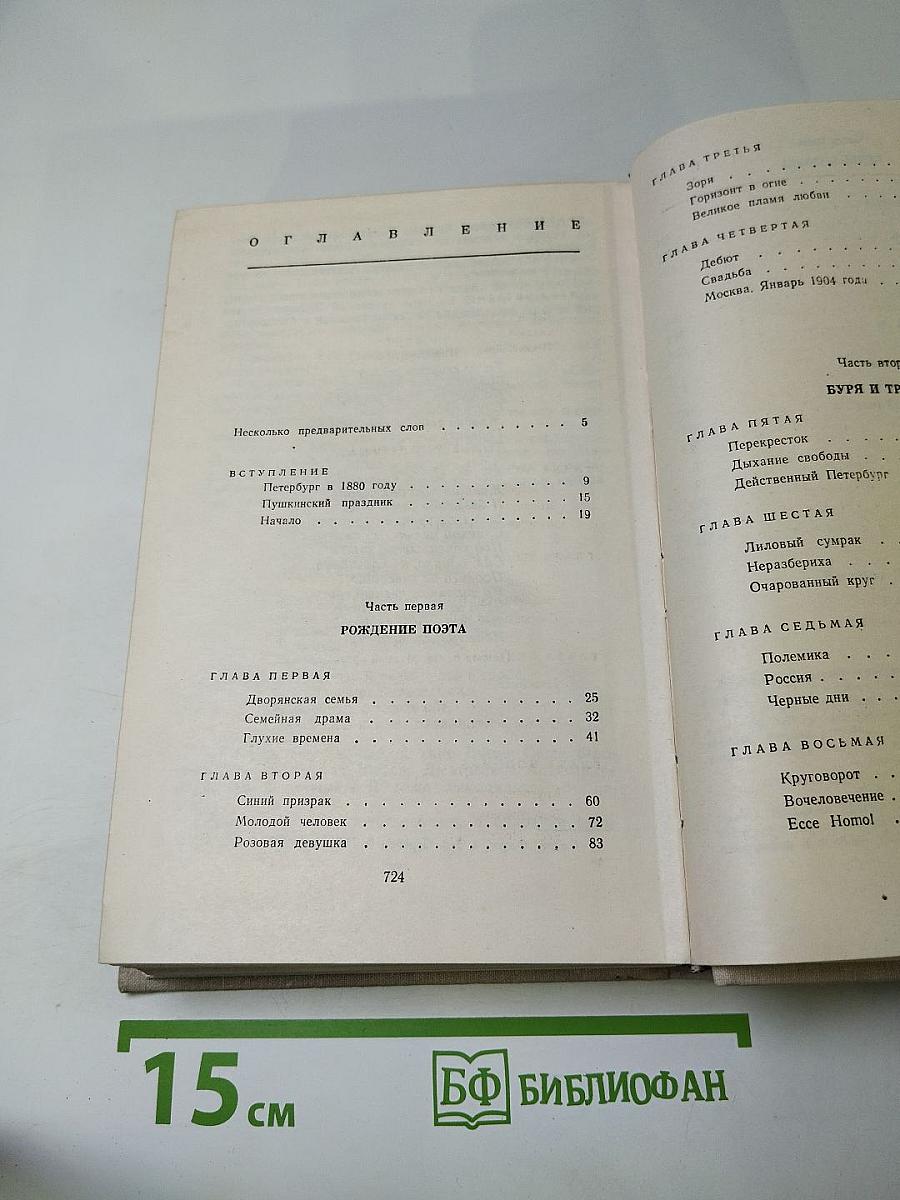 ОГЛАВЛЕНИЕ
Несколько предварительных слов . . . . . . . . . 5
ВСТУПЛЕНИЕ
Петербург в 1880 году . . . . . . . . . . . 9
Пушкинский праздник . . . . . . . . . . . 15
Начало . . . . . . . . . . . . . . . . . 19
Часть первая
РОЖДЕНИЕ ПОЭТА
ГЛАВА ПЕРВАЯ
Дворянская семья . . . . . . . . . . . . . 25
Семейная драма . . . . . . . . . . . . . 32
Глухие времена . . . . . . . . . . . . . . 41
ГЛАВА ВТОРАЯ
Синий призрак . . . . . . . . . . . . . . 60
Молодой человек . . . . . . . . . . . . . 72
Розовая девушка . . . . . . . . . . . . . 83
724
ГЛАВА ТРЕТЬЯ
Зори . . . . . . . . . . .
Горизонт в огне . . . . . . .
Великое пламя любви . . . .
ГЛАВА ЧЕТВЕРТАЯ
Дебют . . . . . . . . . .
Свадьба . . . . . . . . .
Москва. Январь 1904 года . .
Часть
БУРЯ И
ГЛАВА ПЯТАЯ
Перекресток . . . . .
Дыхание свободы . . .
Действенный Петербург
ГЛАВА ШЕСТАЯ
Лиловый сумрак . .
Неразбериха . . . .
Очарованный круг .
ГЛАВА СЕДЬМАЯ
Полемика . . . .
Россия . . . . .
Черные дни . . .
ГЛАВА ВОСЬМАЯ
Круговорот . .
Вочеловечение .
Ecce Homo! .
15 см
БФ БИБЛИОФАН